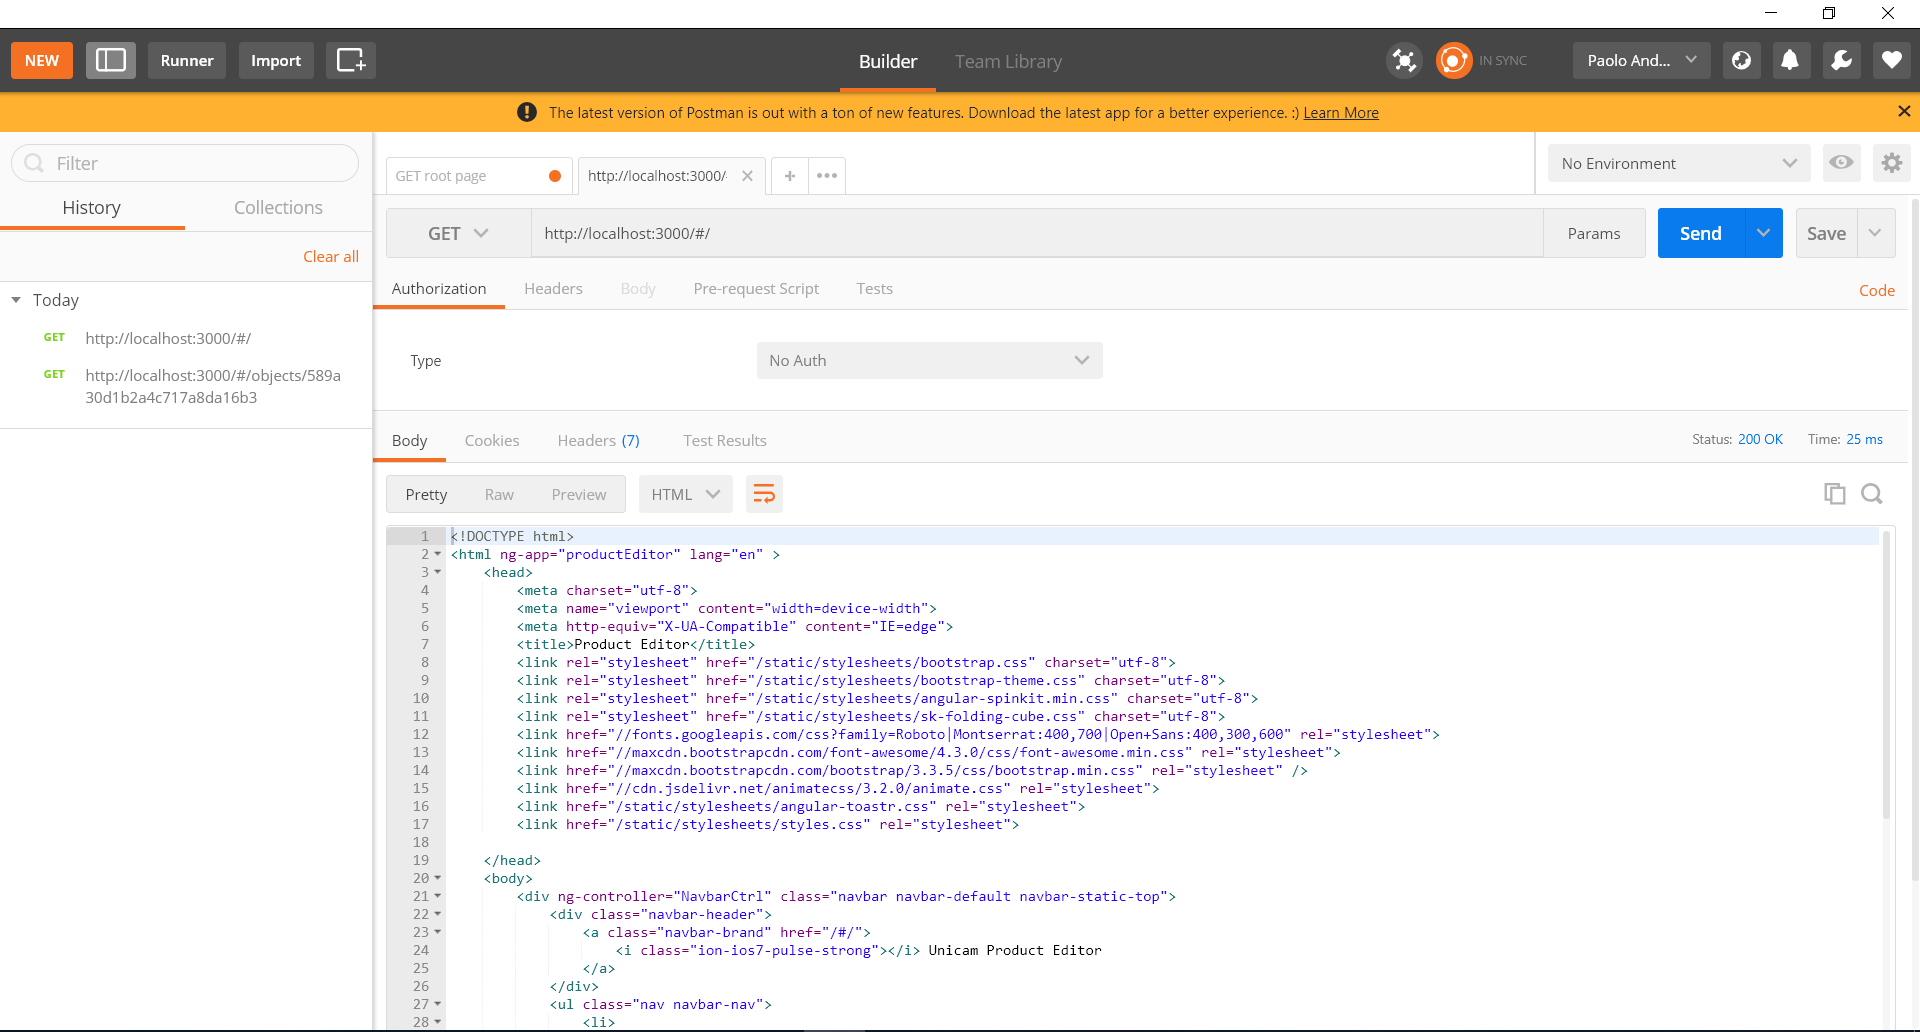 NEW Runner Import Builder Team Library IN SYNC Paolo And...
The latest version of Postman is out with a ton of new features. Download the latest app for a better experience. :) Learn More
Filter
History Collections
Clear all
Today
GET http://localhost:3000/#/
GET http://localhost:3000/#/objects/589a
30d1b2a4c717a8da16b3
GET root page http://localhost:3000/ No Environment
GET http://localhost:3000/#/ Params Send Save
Authorization Headers Body Pre-request Script Tests Code
Type No Auth
Body Cookies Headers (7) Test Results Status: 200 OK Time: 25 ms
Pretty Raw Preview HTML
1 <!DOCTYPE html>
2 <html ng-app="productEditor" lang="en" >
3 <head>
4 <meta charset="utf-8">
5 <meta name="viewport" content="width=device-width">
6 <meta http-equiv="X-UA-Compatible" content="IE=edge">
7 <title>Product Editor</title>
8 <link rel="stylesheet" href="/static/stylesheets/bootstrap.css" charset="utf-8">
9 <link rel="stylesheet" href="/static/stylesheets/bootstrap-theme.css" charset="utf-8">
10 <link rel="stylesheet" href="/static/stylesheets/angular-spinkit.min.css" charset="utf-8">
11 <link rel="stylesheet" href="/static/stylesheets/sk-folding-cube.css" charset="utf-8">
12 <link href="//fonts.googleapis.com/css?family=Roboto|Montserrat:400,700|Open+Sans:400,300,600" rel="stylesheet">
13 <link href="//maxcdn.bootstrapcdn.com/font-awesome/4.3.0/css/font-awesome.min.css" rel="stylesheet">
14 <link href="//maxcdn.bootstrapcdn.com/bootstrap/3.3.5/css/bootstrap.min.css" rel="stylesheet" />
15 <link href="//cdn.jsdelivr.net/animatecss/3.2.0/animate.css" rel="stylesheet">
16 <link href="/static/stylesheets/angular-toastr.css" rel="stylesheet">
17 <link href="/static/stylesheets/styles.css" rel="stylesheet">
18
19 </head>
20 <body>
21 <div ng-controller="NavbarCtrl" class="navbar navbar-default navbar-static-top">
22 <div class="navbar-header">
23 <a class="navbar-brand" href="/#/">
24 <i class="ion-ios7-pulse-strong"></i> Unicam Product Editor
25 </a>
26 </div>
27 <ul class="nav navbar-nav">
28 <li>